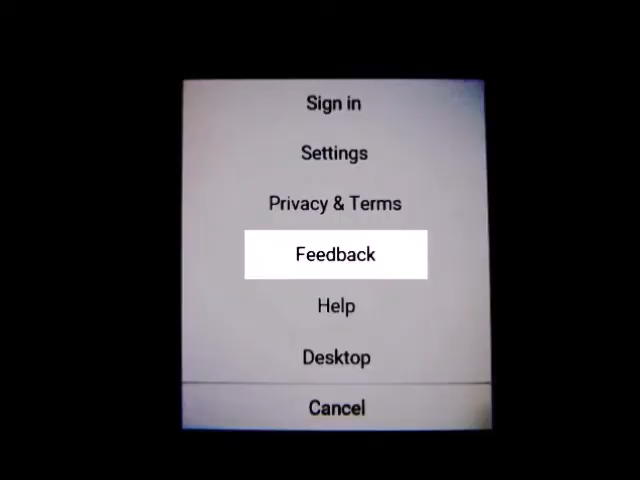 Sign in
Settings
Privacy & Terms
Feedback
Help
Desktop
Cancel